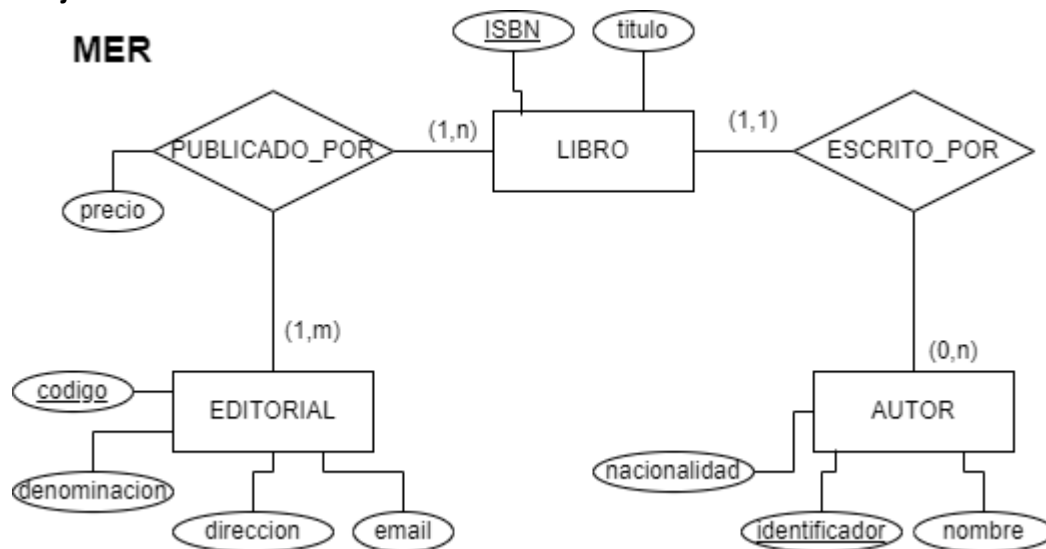 MER
ISBN
titulo
PUBLICADO_POR
(1,n)
LIBRO
(1,1)
ESCRITO_POR
precio
(1,m)
(0,n)
codigo
EDITORIAL
AUTOR
denominacion
nacionalidad
direccion
email
identificador
nombre